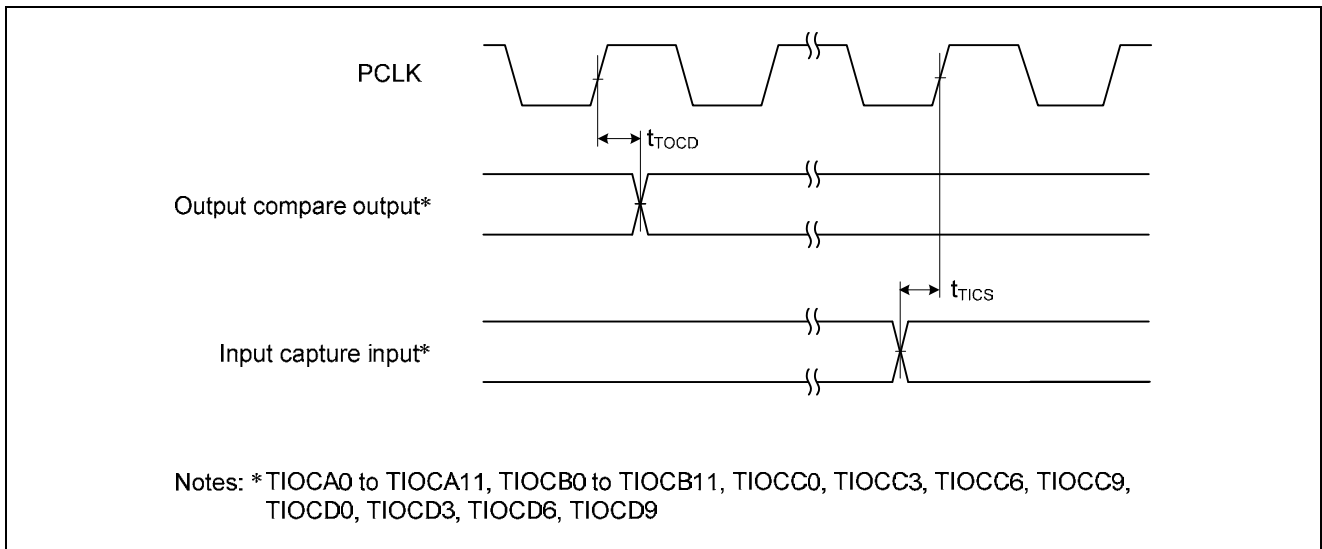 PCLK
tTOCD
Output compare output*
tTICS
Input capture input*
Notes: * TIOCA0 to TIOCA11, TIOCB0 to TIOCB11, TIOCC0, TIOCC3, TIOCC6, TIOCC9,
TIOCD0, TIOCD3, TIOCD6, TIOCD9